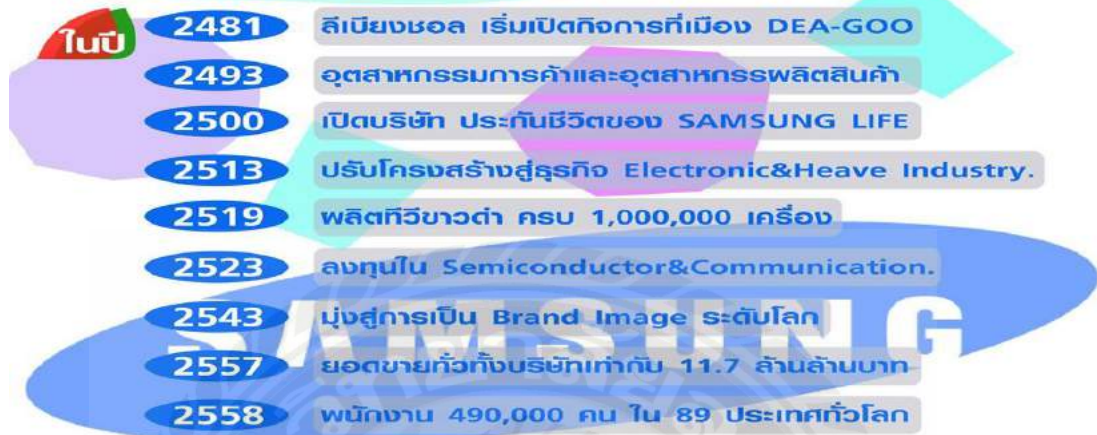 ในปี
2481 ลีเบียงชอล เริ่มเปิดกิจการที่เมือง DEA-GOO
2493 อุตสาหกรรมการค้าและอุตสาหกรรผลิตสินค้า
2500 เปิดบริษัท ประกันชีวิตของ SAMSUNG LIFE
2513 ปรับโครงสร้างสู่ธุรกิจ Electronic&Heave Industry.
2519 ผลิตทีวีขาวดำ ครบ 1,000,000 เครื่อง
2523 ลงทุนใน Semiconductor&Communication.
2543 มุ่งสู่การเป็น Brand Image ระดับโลก
SAMSUNG
2557 ยอดขายทั่วทั้งบริษัทเท่ากับ 11.7 ล้านล้านบาท
2558 พนักงาน 490,000 คน ใน 89 ประเทศทั่วโลก